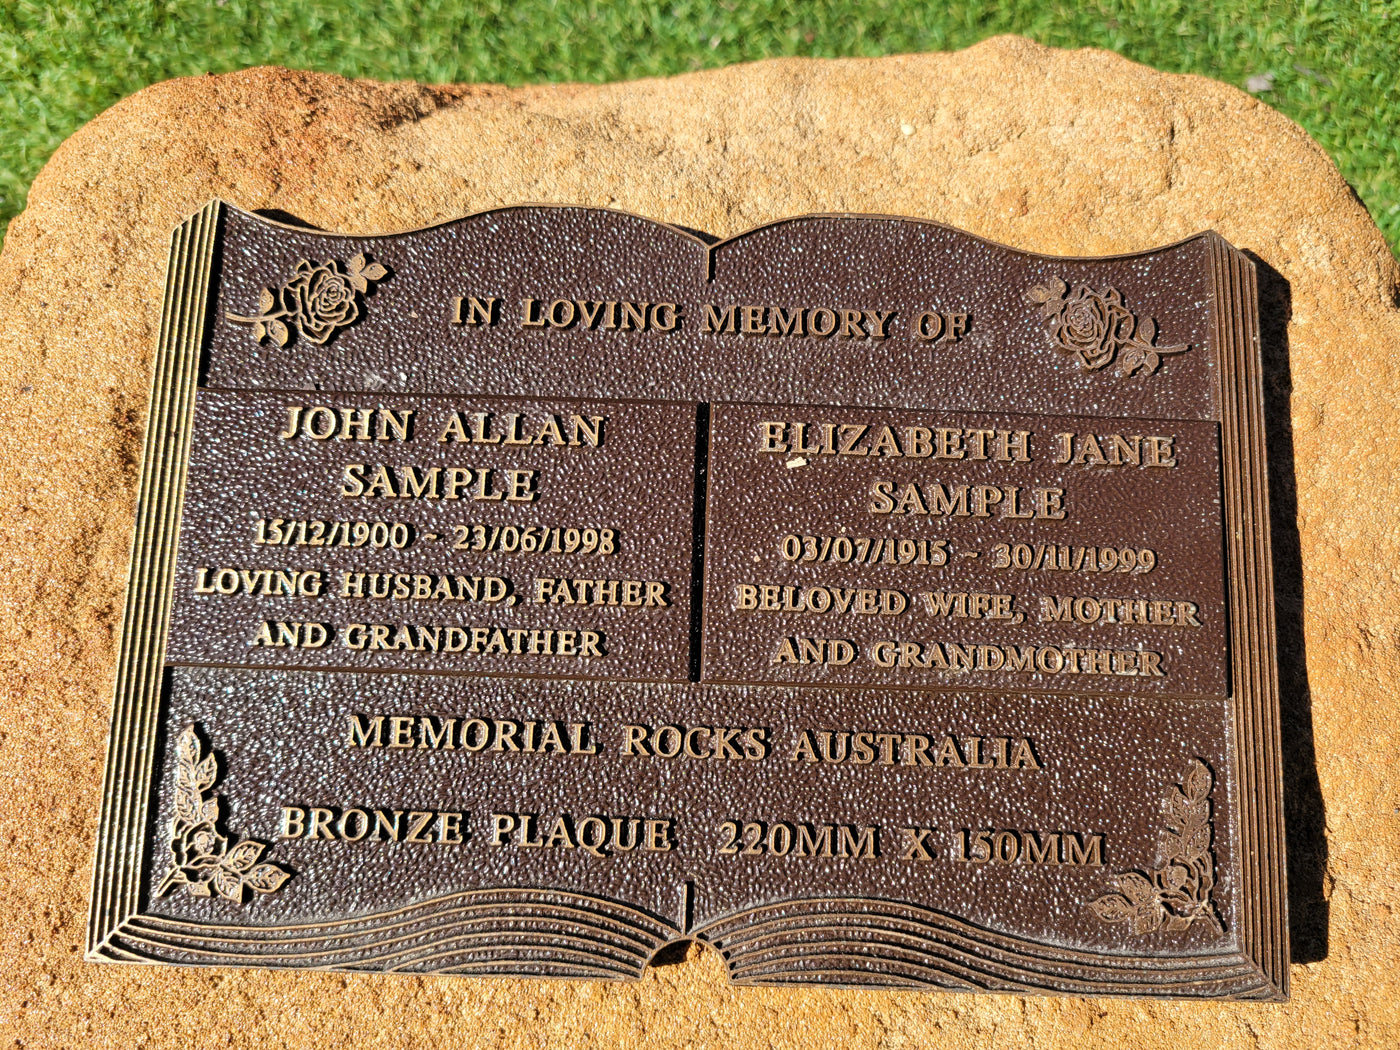 IN LOVING MEMORY OF
JOHN ALLAN
SAMPLE
15/12/1900 ~ 23/06/1998
LOVING HUSBAND, FATHER
AND GRANDFATHER
ELIZABETH JANE
SAMPLE
03/07/1915 ~ 30/11/1999
BELOVED WIFE, MOTHER
AND GRANDMOTHER
MEMORIAL ROCKS AUSTRALIA
BRONZE PLAQUE 220MM X 150MM